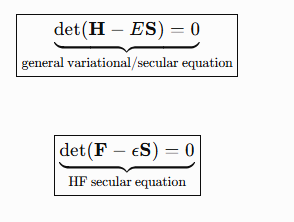 det(H − ES) = 0
general variational/secular equation
det(F − ϵS) = 0
HF secular equation